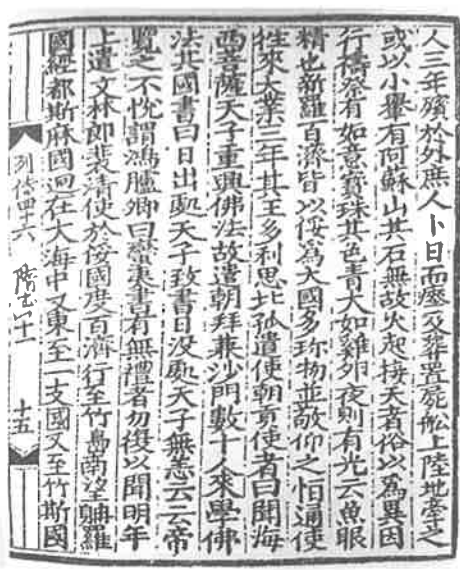 人三年殯於外庶人卜日而瘞及葬置屍舩上陸地牽之
或以小轝有阿蘇山其石無故火起接天者俗以為異因
行禱祭有如意寳珠其色青大如雞卵夜則有光云魚眼
精也新羅百濟皆以俀為大國多珎物並敬仰之恒通使
往來大業三年其王多利思比孤遣使朝貢使者曰聞海
西菩薩天子重興佛法故遣朝拜兼沙門數十人來學佛
法其國書曰日出處天子致書日没處天子無恙云云帝
覽之不悅謂鴻臚卿曰蠻夷書有無禮者勿復以聞明年
上遣文林郎裴清使於俀國度百濟行至竹島南望𨈭羅
國經都斯麻國迥在大海中又東至一支國又至竹斯國
列傳四十六 隋書八十一 十五